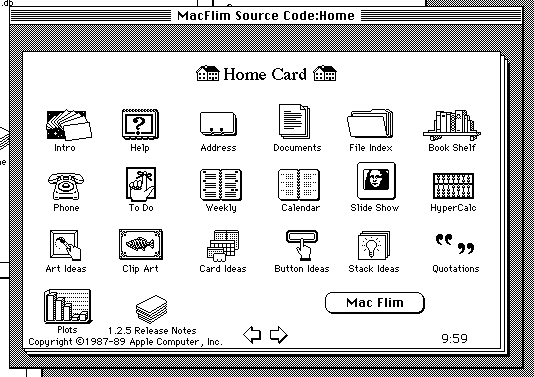 .dp
MacFlim Source Code:Home
Home Card
Intro
Help
Address
Documents
File Index
Book Shelf
Phone
To Do
Weekly
Calendar
Slide Show
HyperCalc
Art Ideas
Clip Art
Card Ideas
Button Ideas
Stack Ideas
Quotations
Plots
1.2.5 Release Notes
Mac Flim
Copyright ©1987-89 Apple Computer, Inc.
9:59